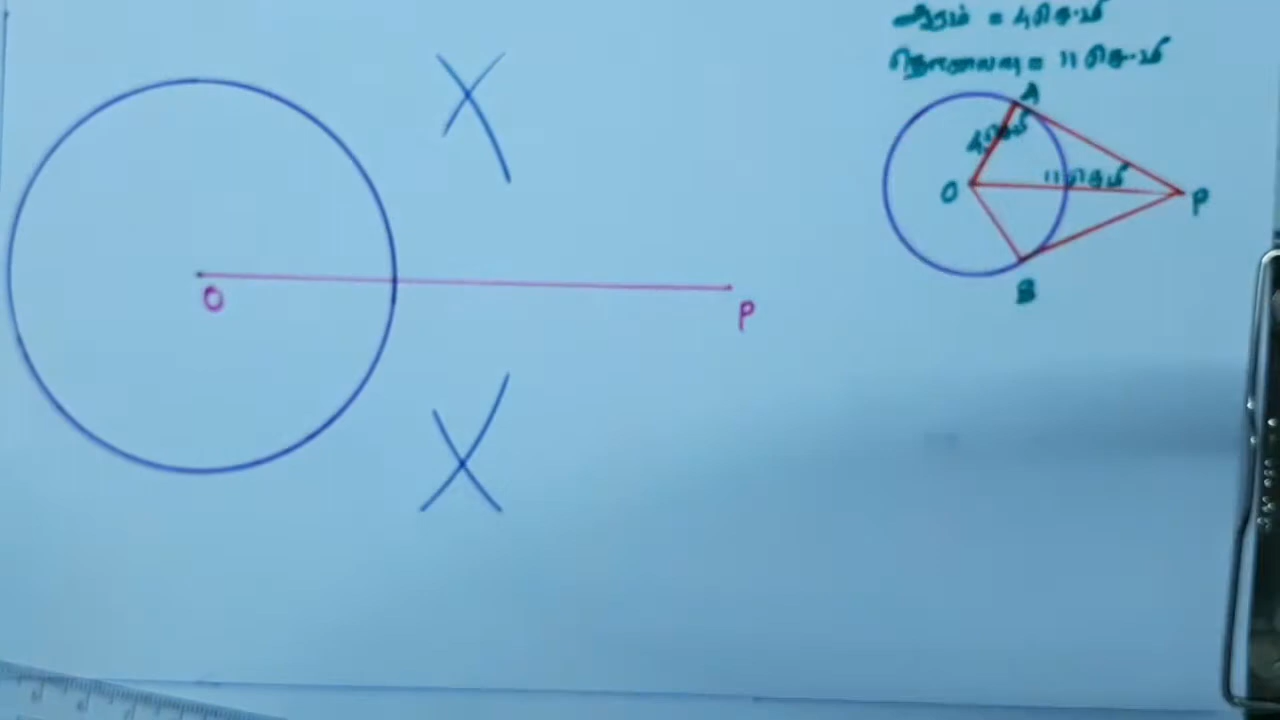 ஆரம் = 4 செ.மீ
தொலைவு = 11 செ.மீ
A
4 செ.மீ
11 செ.மீ
O
P
B
O
P